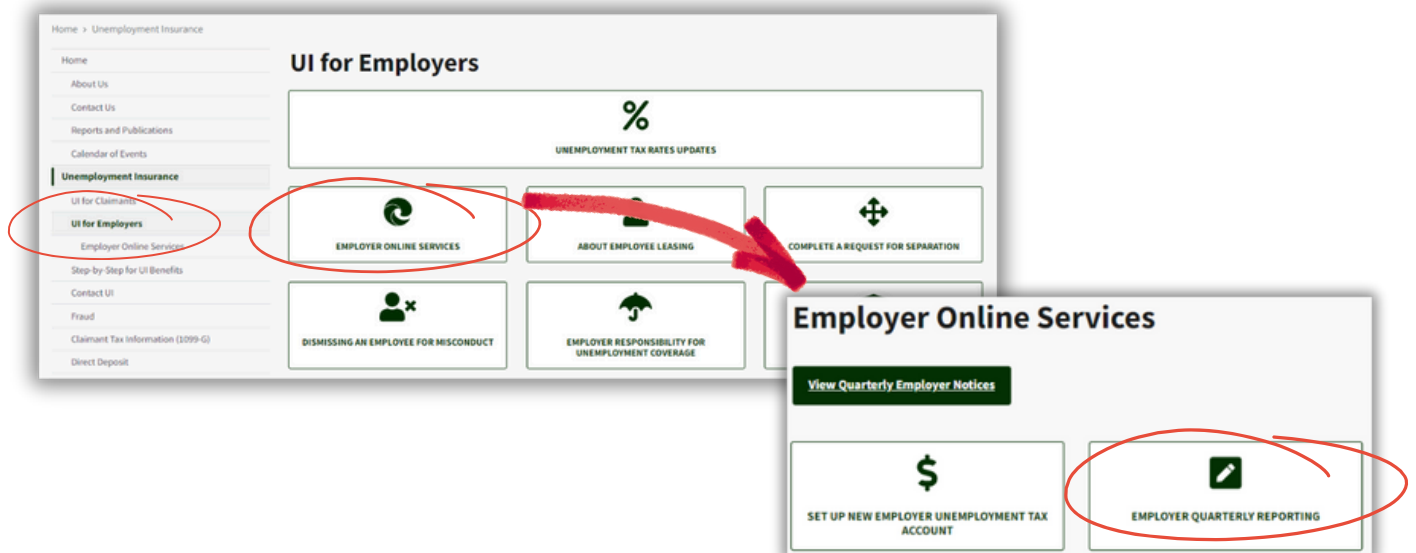 Home > Unemployment Insurance
Home
About Us
Contact Us
Reports and Publications
Calendar of Events
Unemployment Insurance
UI for Claimants
UI for Employers
Employer Online Services
Step-by-Step for UI Benefits
Contact UI
Fraud
Claimant Tax Information (1099-G)
Direct Deposit
UI for Employers
UNEMPLOYMENT TAX RATES UPDATES
EMPLOYER ONLINE SERVICES
ABOUT EMPLOYEE LEASING
COMPLETE A REQUEST FOR SEPARATION
DISMISSING AN EMPLOYEE FOR MISCONDUCT
EMPLOYER RESPONSIBILITY FOR
UNEMPLOYMENT COVERAGE
Employer Online Services
View Quarterly Employer Notices
SET UP NEW EMPLOYER UNEMPLOYMENT TAX
ACCOUNT
EMPLOYER QUARTERLY REPORTING